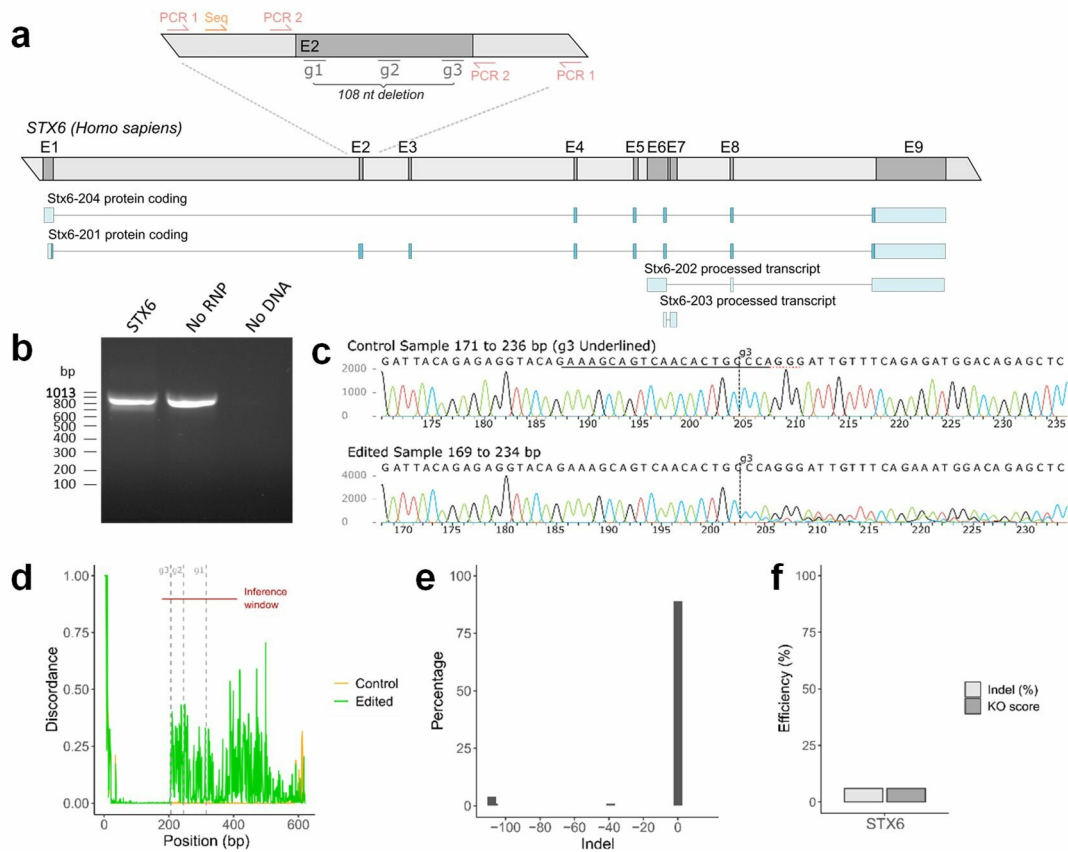 a
PCR 1
Seq
PCR 2
E2
g1
g2
g3
PCR 2
PCR 1
108 nt deletion
STX6 (Homo sapiens)
E1
E2
E3
E4
E5
E6
E7
E8
E9
Stx6-204 protein coding
Stx6-201 protein coding
Stx6-202 processed transcript
Stx6-203 processed transcript
b
STX6
No RNP
No DNA
bp
1013
800
600
500
400
300
200
100
c
Control Sample 171 to 236 bp (g3 Underlined)
g3
GATTACAGAGAGGTACAGAAAGCAGTCAACACTGCCCAGGGATTGTTTCAGAGATGGACAGAGCTC
2000
1000
0
175 180 185 190 195 200 205 210 215 220 225 230 235
Edited Sample 169 to 234 bp
g3
GATTACAGAGAGGTACAGAAAGCAGTCAACACTGCCCAGGGATTGTTTCAGAAATGGACAGAGCTC
4000
2000
0
170 175 180 185 190 195 200 205 210 215 220 225 230
d
Discordance
1.00
0.75
0.50
0.25
0.00
g3 g2 g1
Inference
window
Control
Edited
0 200 400 600
Position (bp)
e
Percentage
100
75
50
25
0
−100 −80 −60 −40 −20 0
Indel
f
Efficiency (%)
100
75
50
25
0
Indel (%)
KO score
STX6